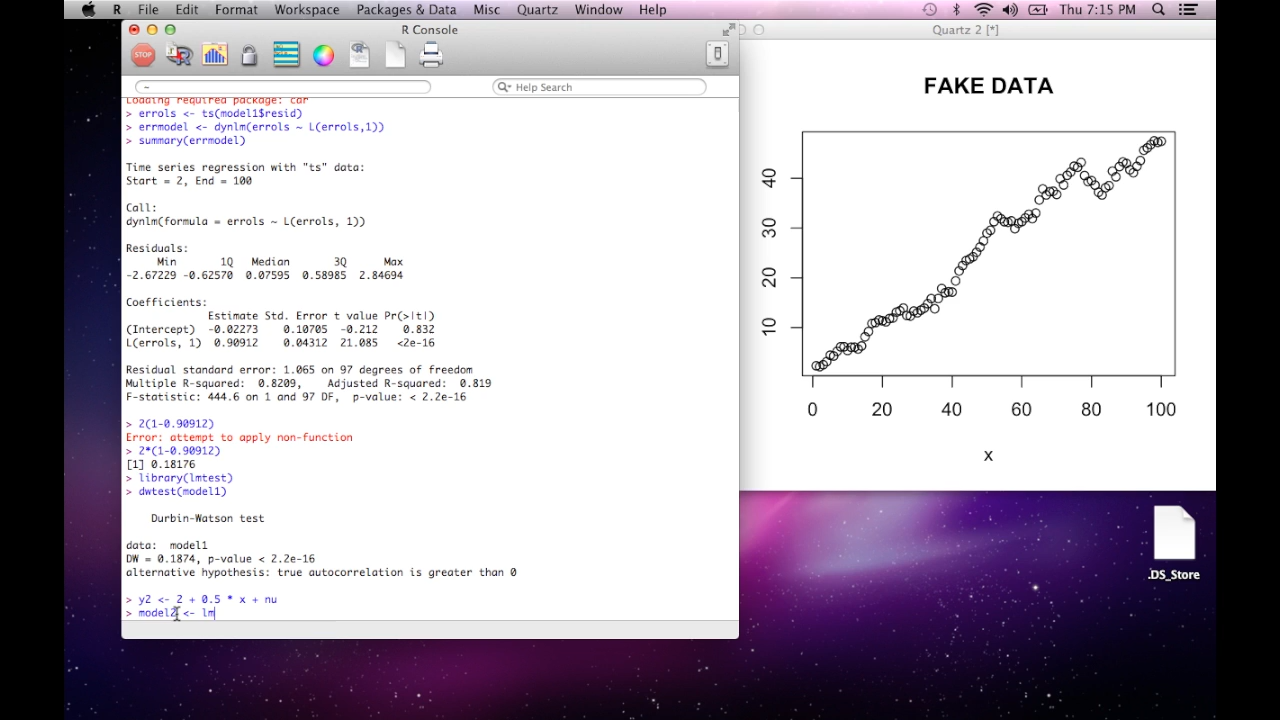 R File Edit Format Workspace Packages & Data Misc Quartz Window Help Thu 7:15 PM
R Console
STOP
~ Help Search
Loading required package: car
> errols <- ts(model1$resid)
> errmodel <- dynlm(errols ~ L(errols,1))
> summary(errmodel)
Time series regression with "ts" data:
Start = 2, End = 100
Call:
dynlm(formula = errols ~ L(errols, 1))
Residuals:
Min 1Q Median 3Q Max
-2.67229 -0.62570 0.07595 0.58985 2.84694
Coefficients:
Estimate Std. Error t value Pr(>|t|)
(Intercept) -0.02273 0.10705 -0.212 0.832
L(errols, 1) 0.90912 0.04312 21.085 <2e-16
Residual standard error: 1.065 on 97 degrees of freedom
Multiple R-squared: 0.8209, Adjusted R-squared: 0.819
F-statistic: 444.6 on 1 and 97 DF, p-value: < 2.2e-16
> 2(1-0.90912)
Error: attempt to apply non-function
> 2*(1-0.90912)
[1] 0.18176
> library(lmtest)
> dwtest(model1)
Durbin-Watson test
data: model1
DW = 0.1874, p-value < 2.2e-16
alternative hypothesis: true autocorrelation is greater than 0
> y2 <- 2 + 0.5 * x + nu
> model2 <- lm
Quartz 2 [*]
FAKE DATA
40
30
20
10
0 20 40 60 80 100
x
.DS_Store